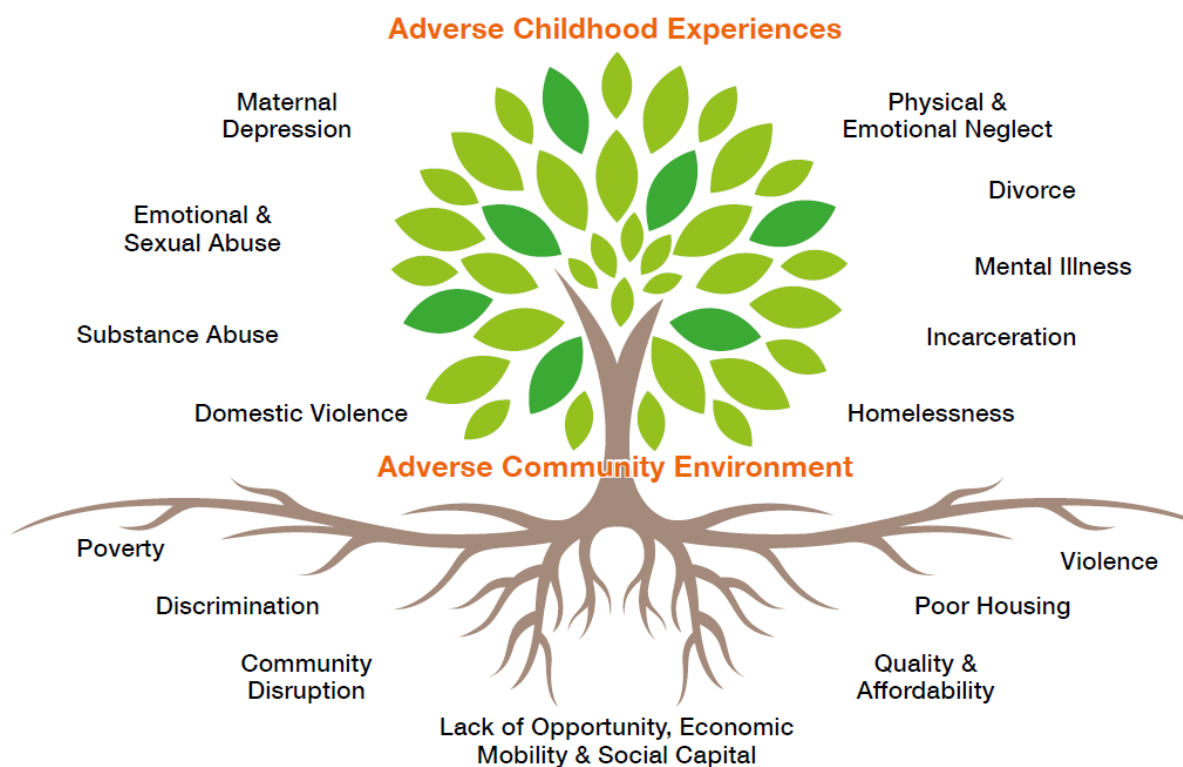 Adverse Childhood Experiences
Maternal
Depression
Physical &
Emotional Neglect
Emotional &
Sexual Abuse
Divorce
Mental Illness
Substance Abuse
Incarceration
Domestic Violence
Homelessness
Adverse Community Environment
Poverty
Violence
Discrimination
Poor Housing
Community
Disruption
Quality &
Affordability
Lack of Opportunity, Economic
Mobility & Social Capital